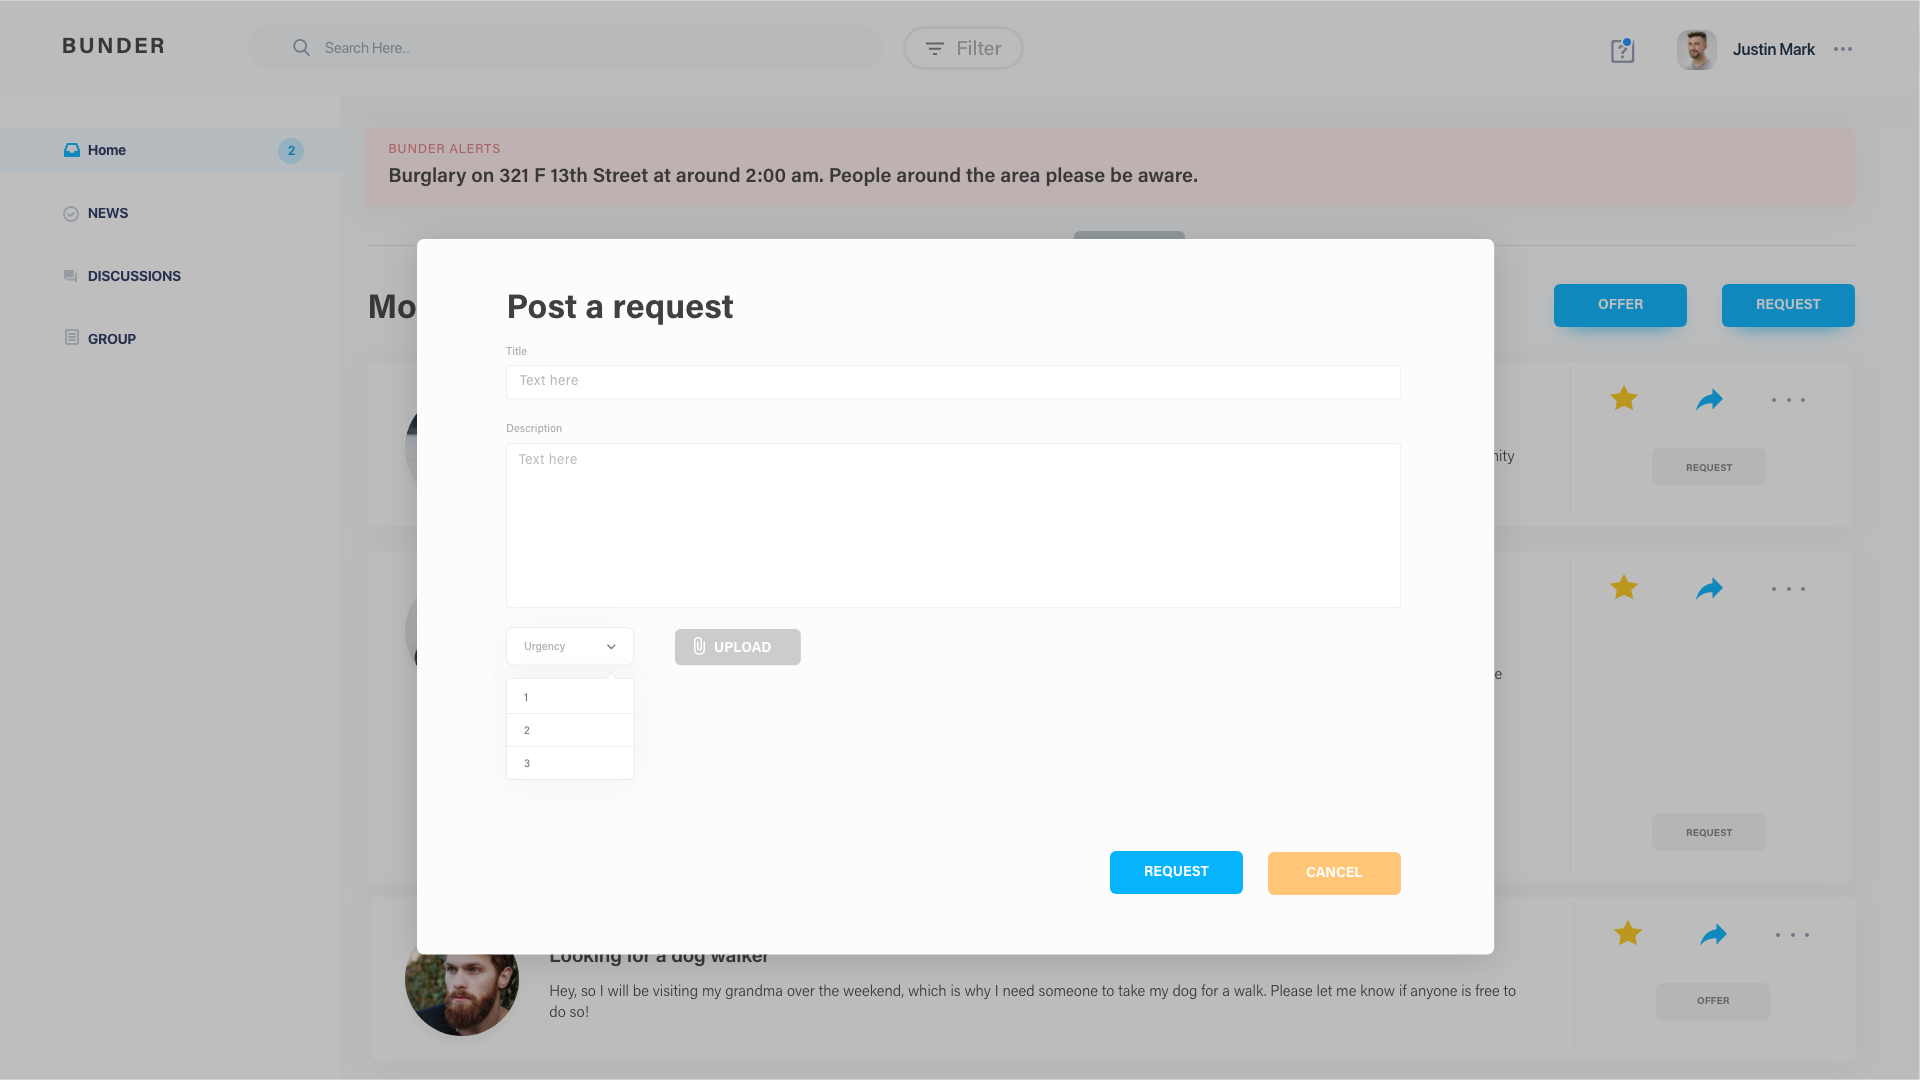 BUNDER
Search Here..
Filter
Justin Mark
Home
2
NEWS
DISCUSSIONS
GROUP
BUNDER ALERTS
Burglary on 321 F 13th Street at around 2:00 am. People around the area please be aware.
Mo
OFFER
REQUEST
Post a request
Title
Text here
Description
Text here
Urgency
UPLOAD
1
2
3
REQUEST
CANCEL
nity
REQUEST
e
REQUEST
Looking for a dog walker
Hey, so I will be visiting my grandma over the weekend, which is why I need someone to take my dog for a walk. Please let me know if anyone is free to
do so!
OFFER